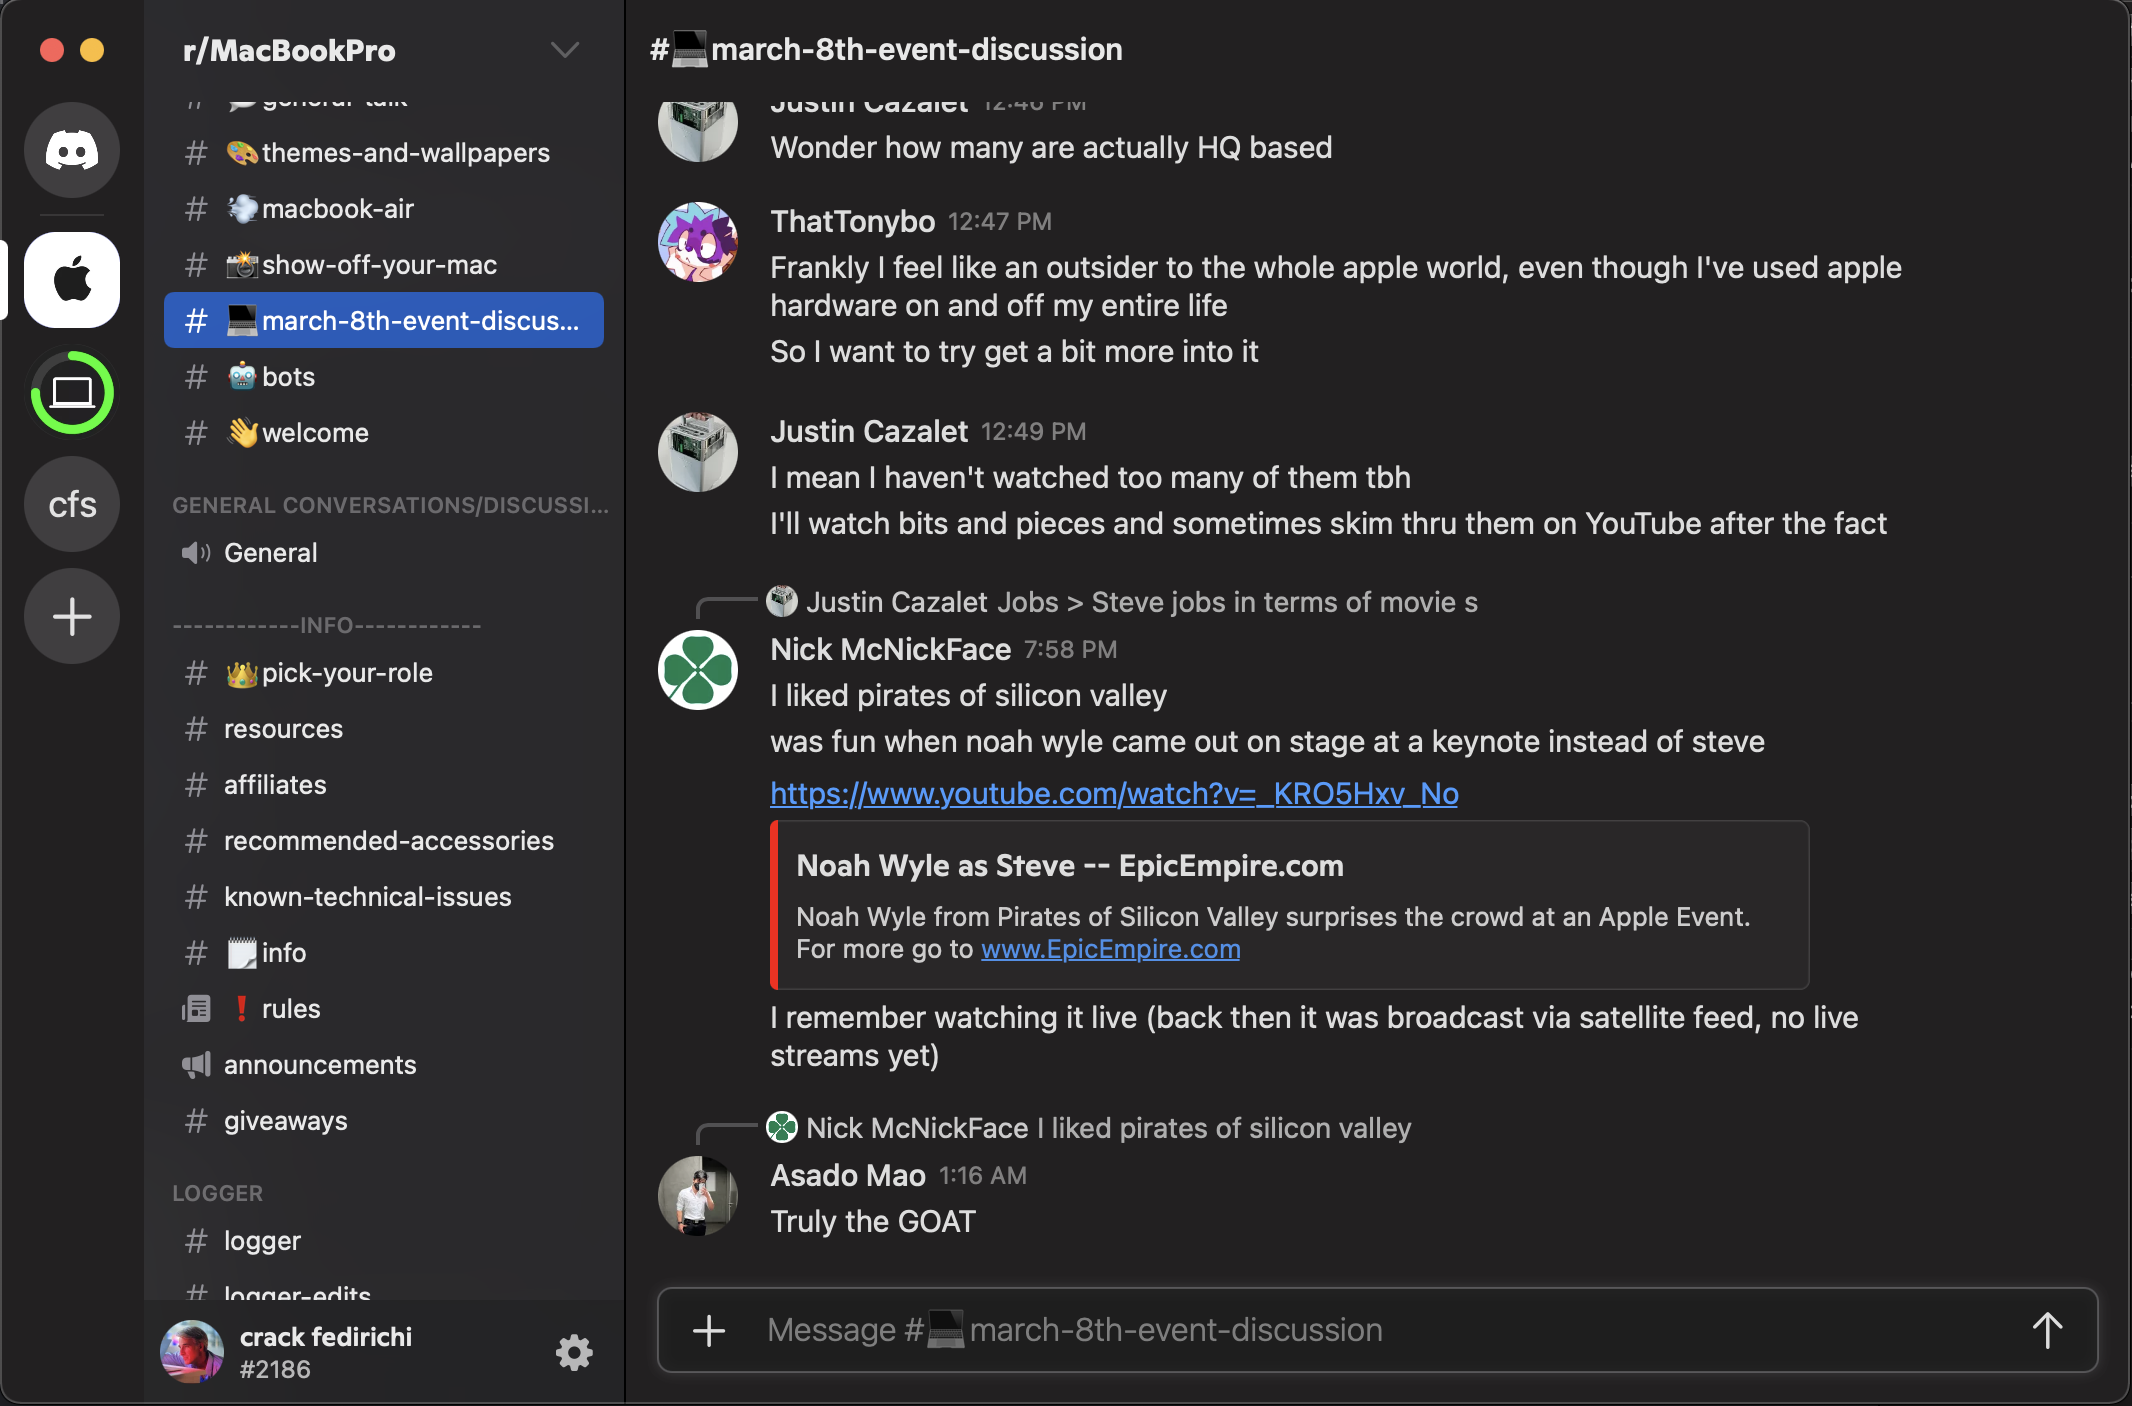 r/MacBookPro
# general-talk
# themes-and-wallpapers
# macbook-air
# show-off-your-mac
# march-8th-event-discus...
# bots
# welcome
GENERAL CONVERSATIONS/DISCUSSI...
General
------------INFO------------
# pick-your-role
# resources
# affiliates
# recommended-accessories
# known-technical-issues
# info
rules
announcements
# giveaways
LOGGER
# logger
# logger-edits
crack fedirichi
#2186
cfs
#💻march-8th-event-discussion
Justin Cazalet 12:46 PM
Wonder how many are actually HQ based
ThatTonybo 12:47 PM
Frankly I feel like an outsider to the whole apple world, even though I've used apple
hardware on and off my entire life
So I want to try get a bit more into it
Justin Cazalet 12:49 PM
I mean I haven't watched too many of them tbh
I'll watch bits and pieces and sometimes skim thru them on YouTube after the fact
Justin Cazalet Jobs > Steve jobs in terms of movie s
Nick McNickFace 7:58 PM
I liked pirates of silicon valley
was fun when noah wyle came out on stage at a keynote instead of steve
https://www.youtube.com/watch?v=_KRO5Hxv_No
Noah Wyle as Steve -- EpicEmpire.com
Noah Wyle from Pirates of Silicon Valley surprises the crowd at an Apple Event.
For more go to www.EpicEmpire.com
I remember watching it live (back then it was broadcast via satellite feed, no live
streams yet)
Nick McNickFace I liked pirates of silicon valley
Asado Mao 1:16 AM
Truly the GOAT
Message #💻march-8th-event-discussion